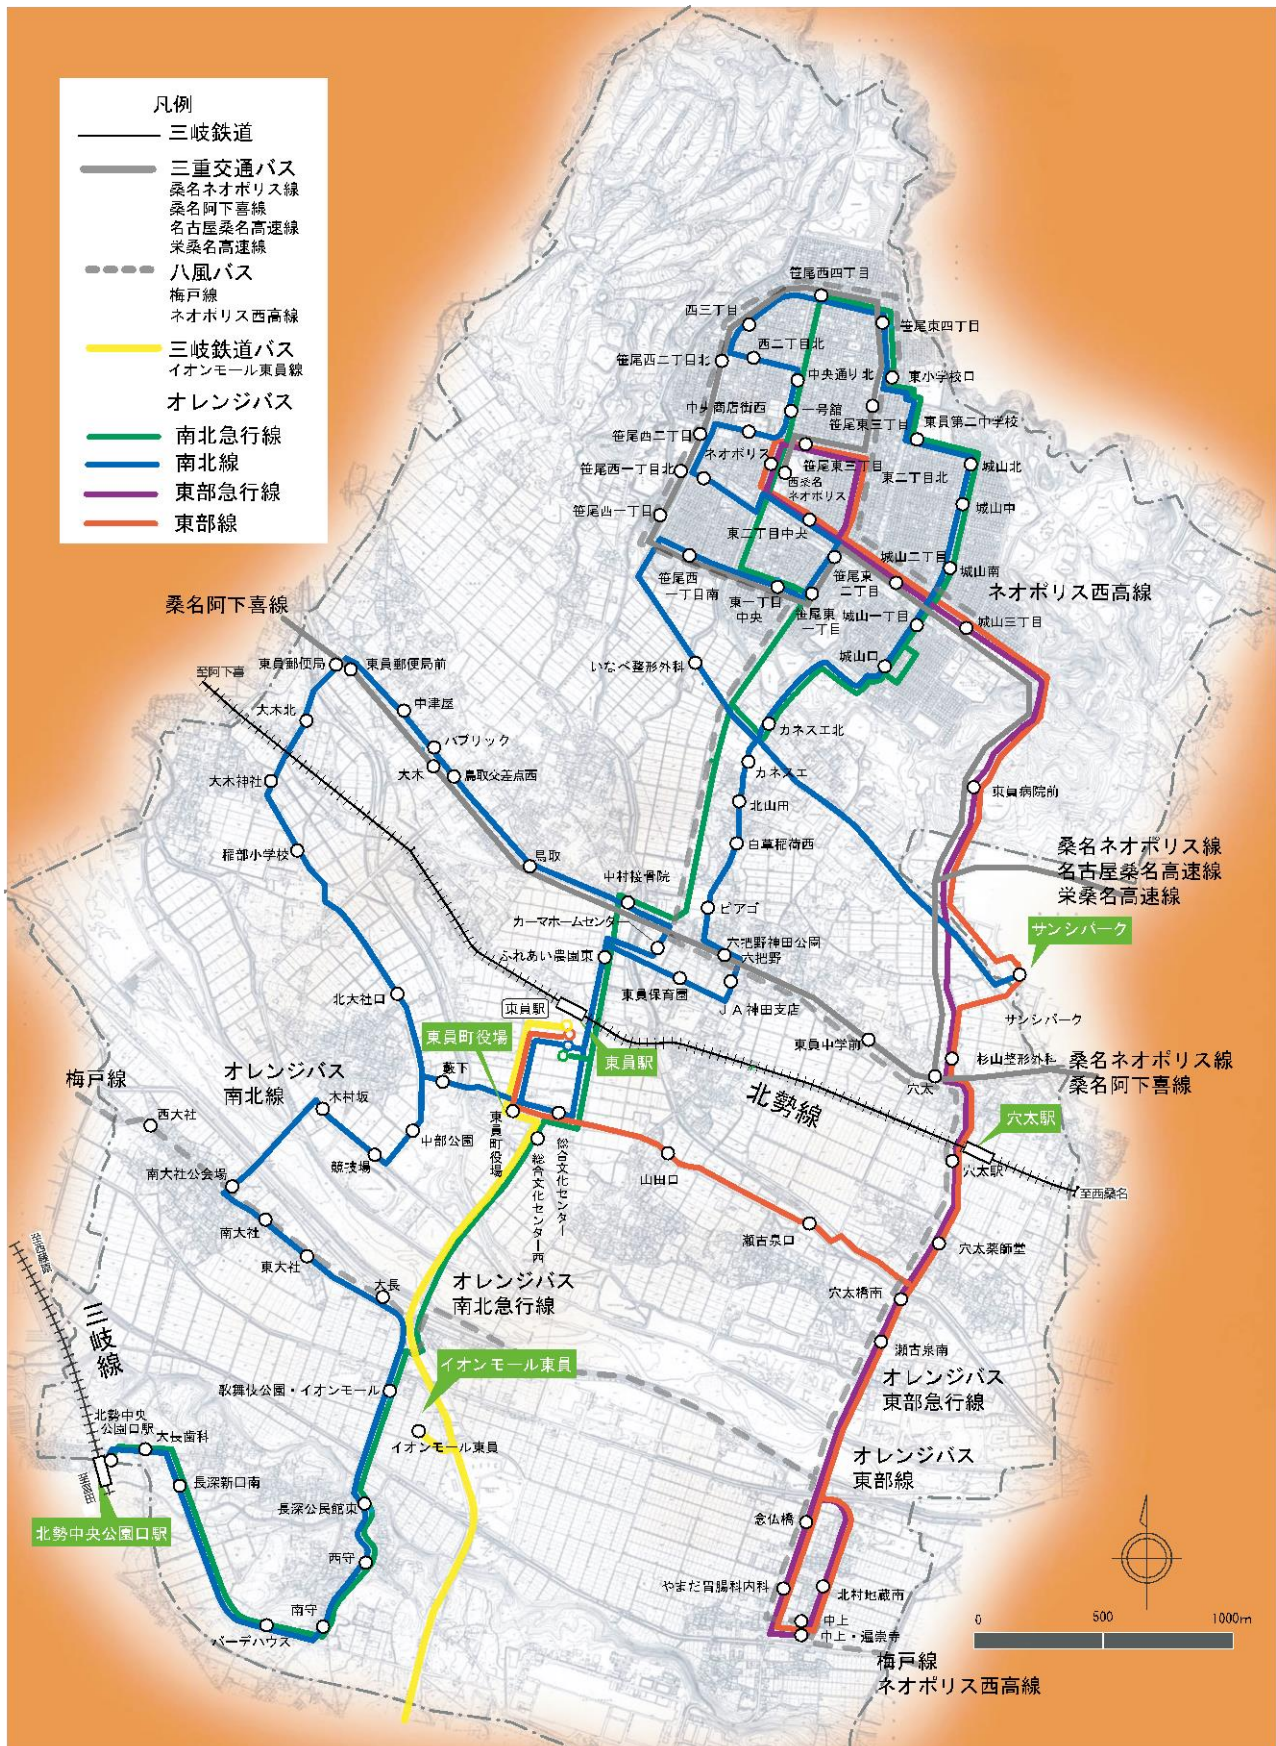 凡例
三岐鉄道
三重交通バス
桑名ネオポリス線
桑名阿下喜線
名古屋桑名高速線
栄桑名高速線
八風バス
梅戸線
ネオポリス西高線
三岐鉄道バス
イオンモール東員線
オレンジバス
南北急行線
南北線
東部急行線
東部線
笹尾西四丁目
西三丁目
笹尾東四丁目
西二丁目北
笹尾西二丁目北
中央通り北
東小学校口
中央商店街西
一号舘
笹尾東三丁目
東員第二中学校
笹尾西二丁目
ネオポリス
笹尾東三丁目
東二丁目北
城山北
笹尾西一丁目北
西桑名
ネオポリス
城山中
笹尾西一丁目
東二丁目中央
城山二丁目
城山南
笹尾西
一丁目南
東一丁目
中央
笹尾東
二丁目
笹尾東
一丁目
城山一丁目
ネオポリス西高線
城山三丁目
桑名阿下喜線
東員郵便局
東員郵便局前
至阿下喜
いなべ整形外科
城山口
大木北
中津屋
カネスエ北
パブリック
大木
鳥取交差点西
カネスエ
大木神社
東員病院前
北山田
稲部小学校
白草稲荷西
鳥取
中村接骨院
桑名ネオポリス線
名古屋桑名高速線
栄桑名高速線
ピアゴ
カーマホームセンター
サンシパーク
六把野神田公園
六把野
ふれあい農園東
東員保育園
北大社口
JA神田支店
サンシパーク
東員駅
東員町役場
東員駅
東員中学前
杉山整形外科
桑名ネオポリス線
桑名阿下喜線
穴太
梅戸線
オレンジバス
南北線
藪下
北勢線
穴太駅
西大社
木村坂
中部公園
東員町役場
総合文化センター
総合文化センター西
競技場
山田口
穴太駅
至西桑名
南大社公会場
南大社
瀬古泉口
穴太薬師堂
東大社
至西藤原
大長
オレンジバス
南北急行線
穴太橋南
三岐線
瀬古泉南
イオンモール東員
オレンジバス
東部急行線
歌舞伎公園・イオンモール
北勢中央
公園口駅
大長歯科
イオンモール東員
オレンジバス
東部線
長深新口南
長深公民館東
北勢中央公園口駅
念仏橋
西守
やまだ胃腸科内科
北村地蔵南
南守
パーデハウス
中上
中上・遍崇寺
梅戸線
ネオポリス西高線
0
500
1000m